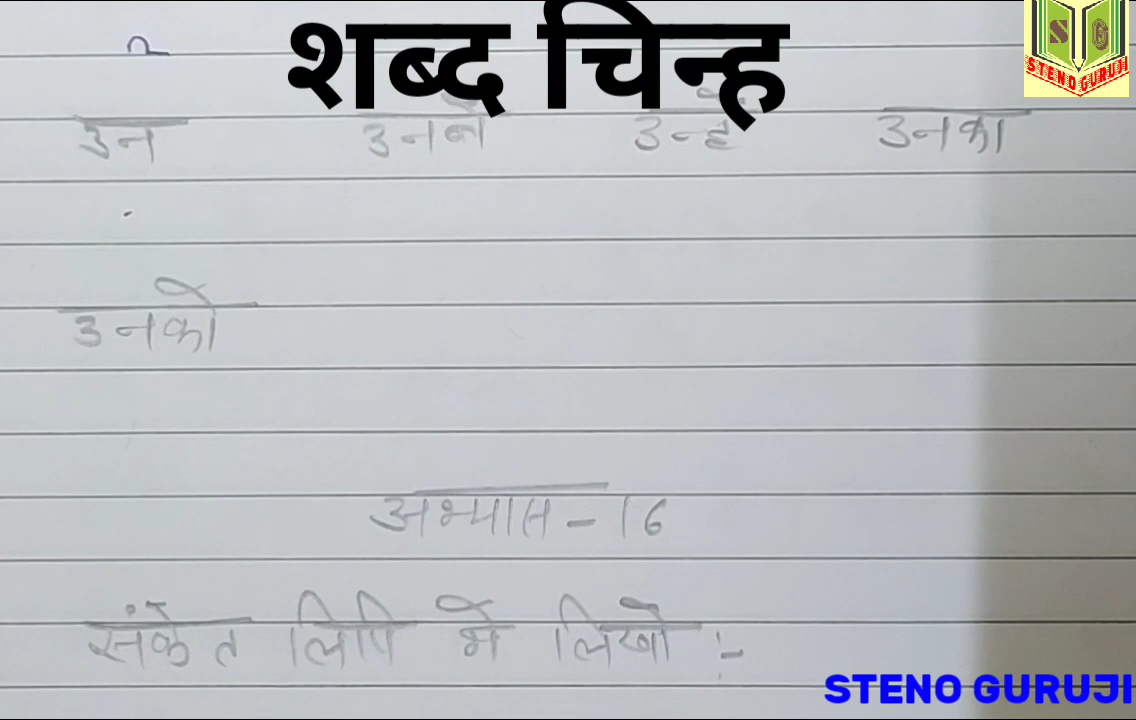 शब्द चिन्ह
STENO GURUJI
उन उनको उन्हें उनका
उनको
अभ्यास - 16
संकेत लिपि में लिखो :-
STENO GURUJI